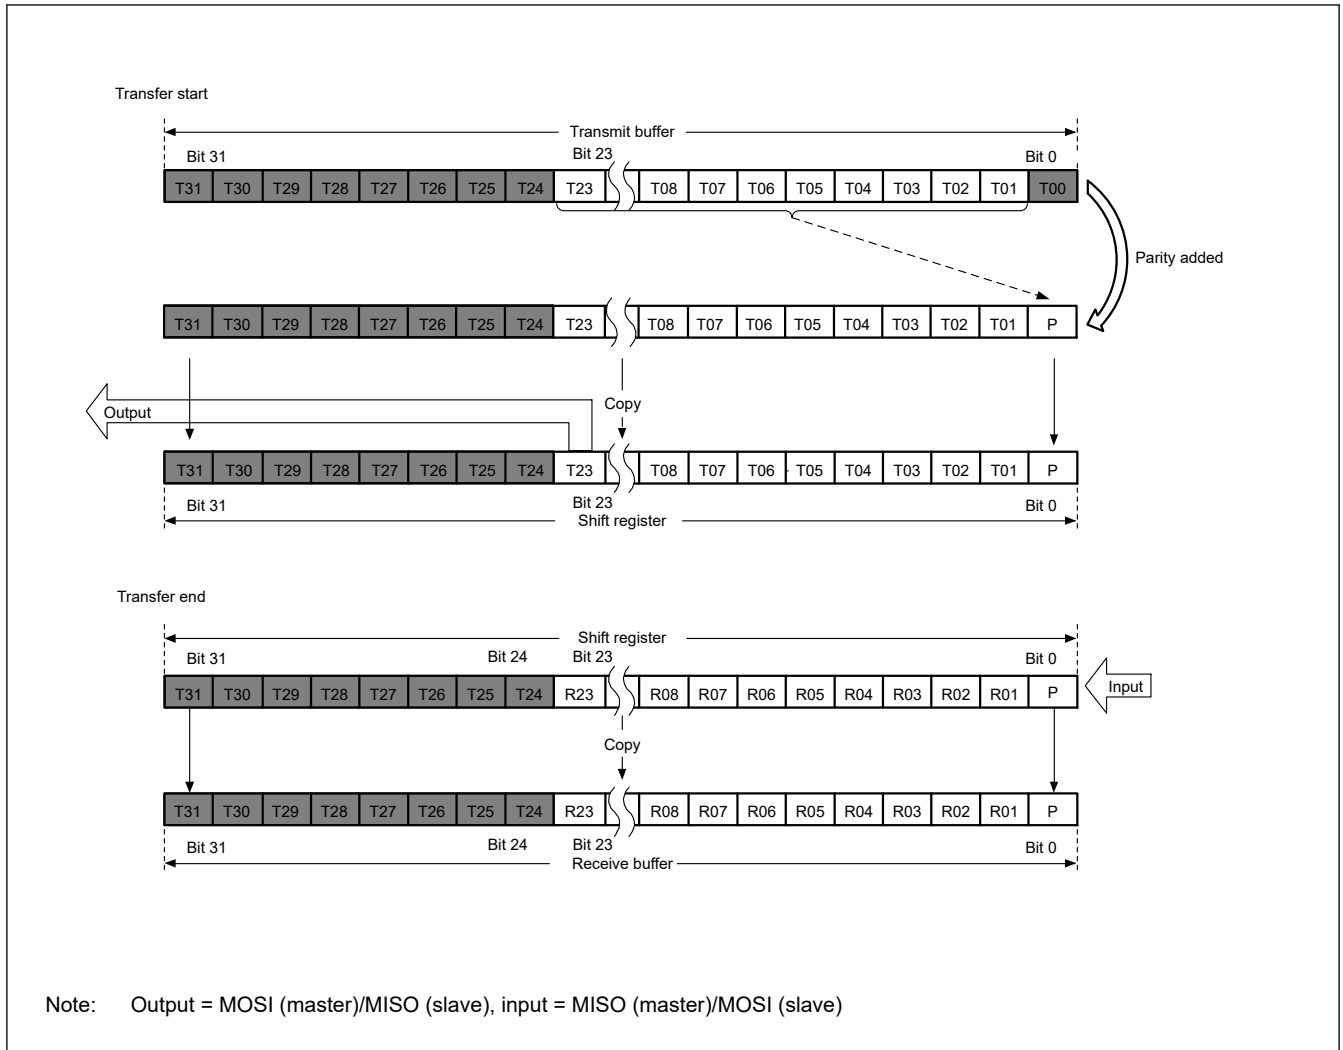 Transfer start
Transmit buffer
Bit 31 Bit 23 Bit 0
T31 T30 T29 T28 T27 T26 T25 T24 T23 T08 T07 T06 T05 T04 T03 T02 T01 T00
Parity added
T31 T30 T29 T28 T27 T26 T25 T24 T23 T08 T07 T06 T05 T04 T03 T02 T01 P
Output Copy
T31 T30 T29 T28 T27 T26 T25 T24 T23 T08 T07 T06 T05 T04 T03 T02 T01 P
Bit 31 Bit 23 Bit 0
Shift register
Transfer end
Shift register
Bit 31 Bit 24 Bit 23 Bit 0
T31 T30 T29 T28 T27 T26 T25 T24 R23 R08 R07 R06 R05 R04 R03 R02 R01 P Input
Copy
T31 T30 T29 T28 T27 T26 T25 T24 R23 R08 R07 R06 R05 R04 R03 R02 R01 P
Bit 31 Bit 24 Bit 23 Bit 0
Receive buffer
Note: Output = MOSI (master)/MISO (slave), input = MISO (master)/MOSI (slave)